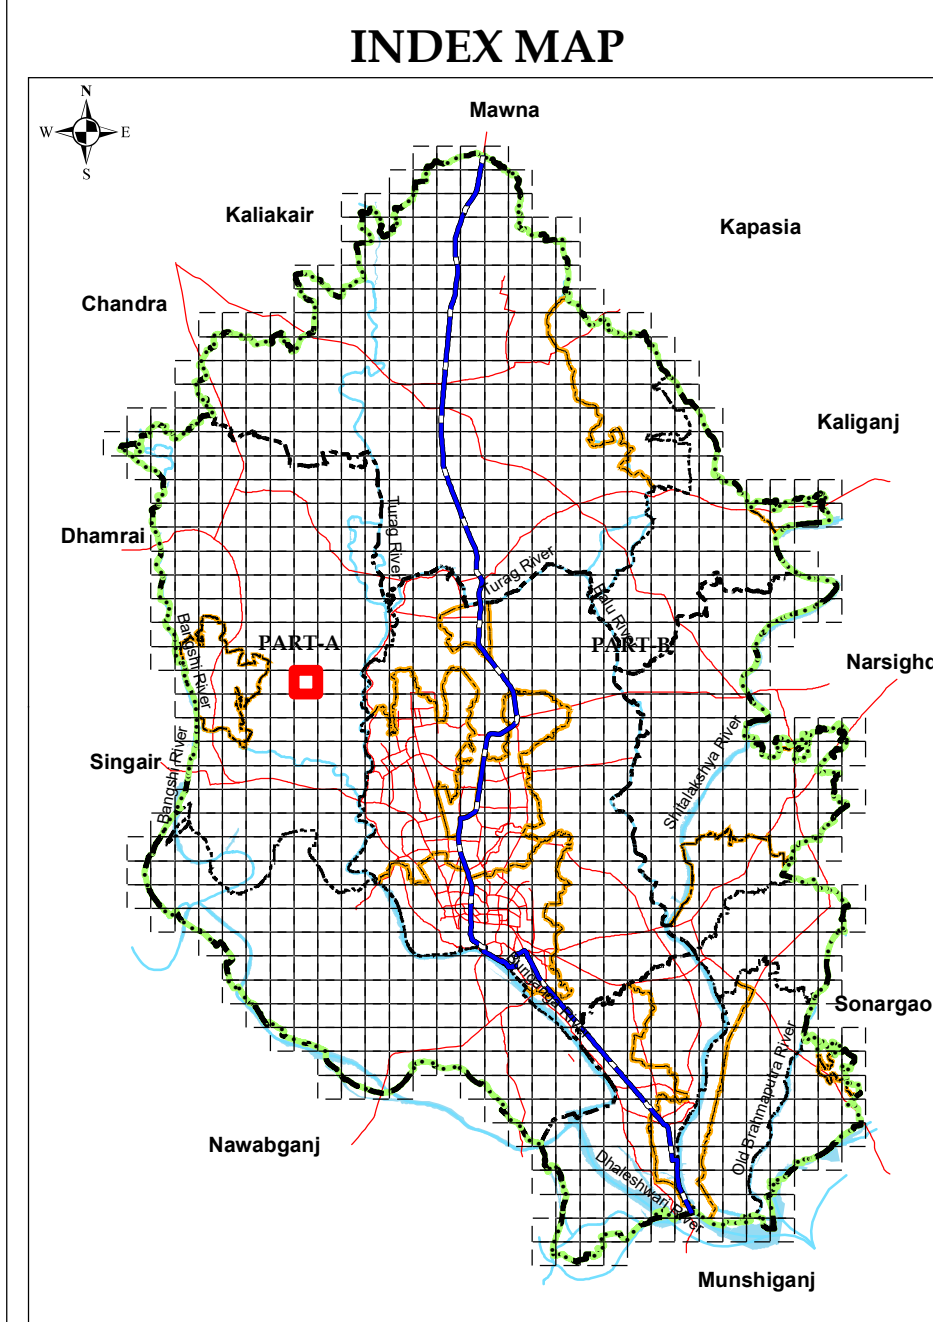 INDEX MAP
N
W E
S
Mawna
Kaliakair
Kapasia
Chandra
Kaliganj
Dhamrai
Turag River
Turag River
Balu River
Bangshi River
PART-A
PART-B
Narsighd
Singair
Bangshi River
Shitalakshya River
Buriganga River
Sonargao
Old Brahmaputra River
Nawabganj
Dhaleshwari River
Munshiganj